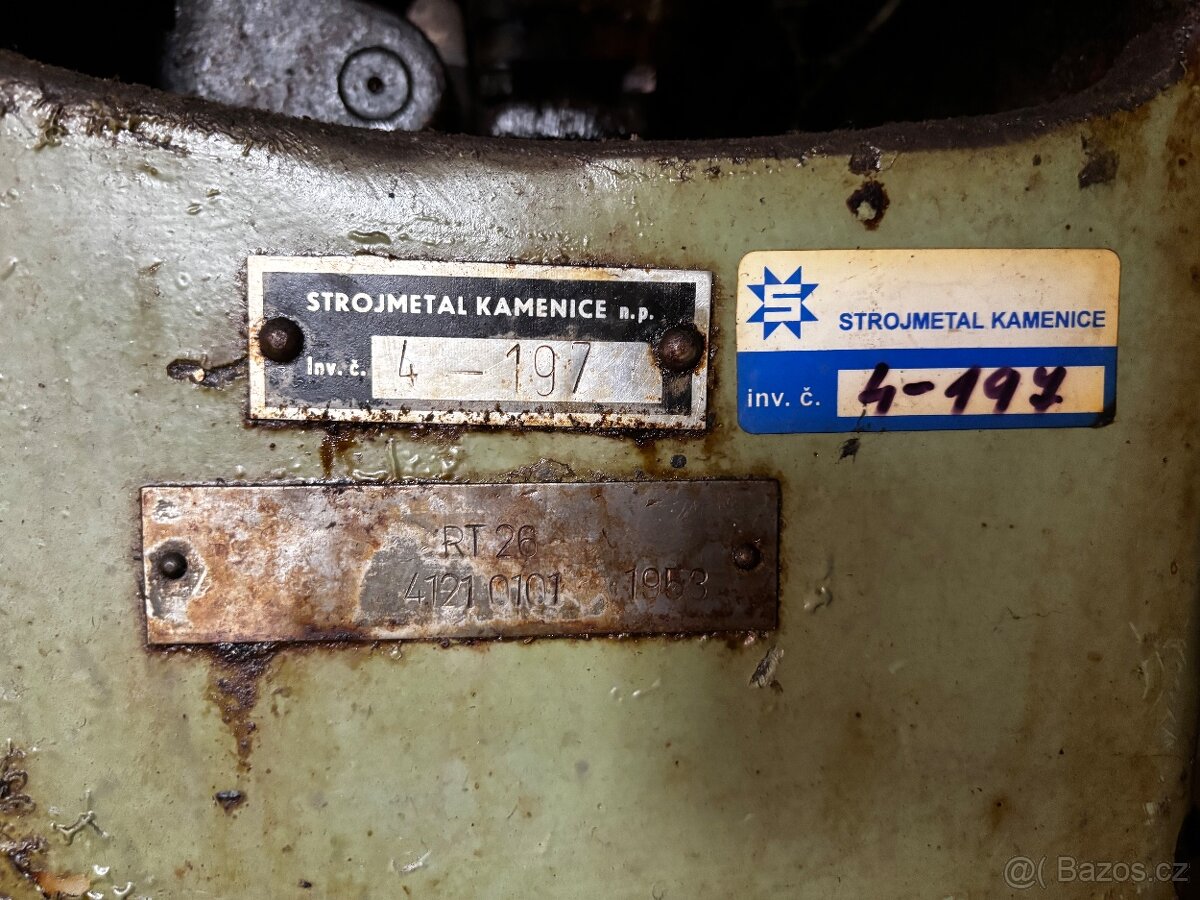 STROJMETAL KAMENICE n.p.
Inv. č. 4 - 197
S
STROJMETAL KAMENICE
inv. č. 4-197
RT 26
4121 0101 1953
@( Bazos.cz